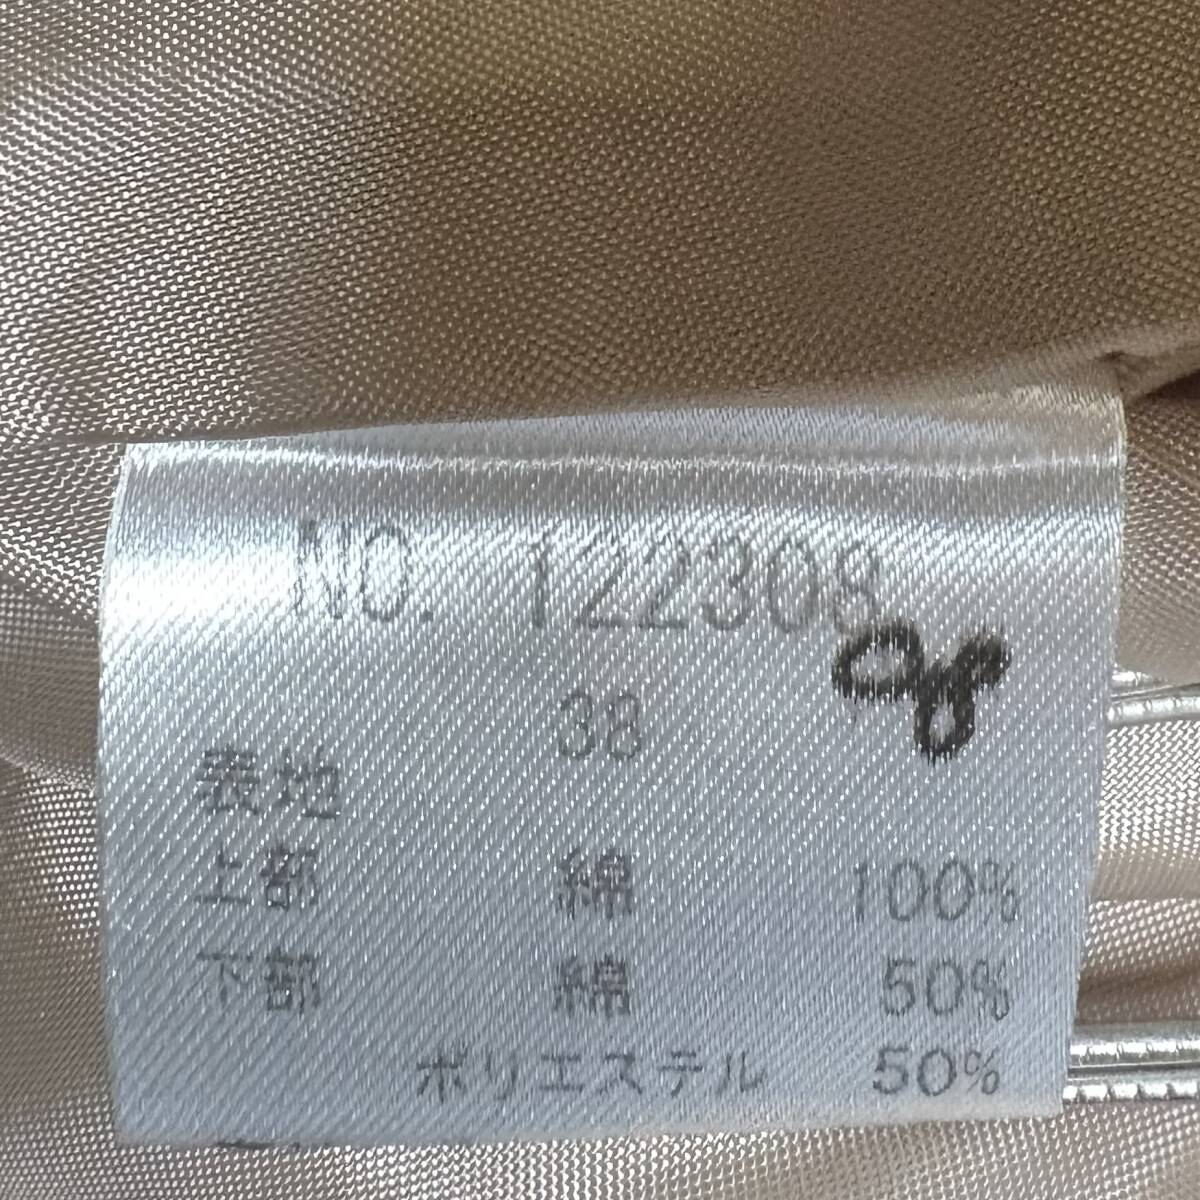 NO. 122308
38
表地
上部 綿 100%
下部 綿 50%
ポリエステル 50%